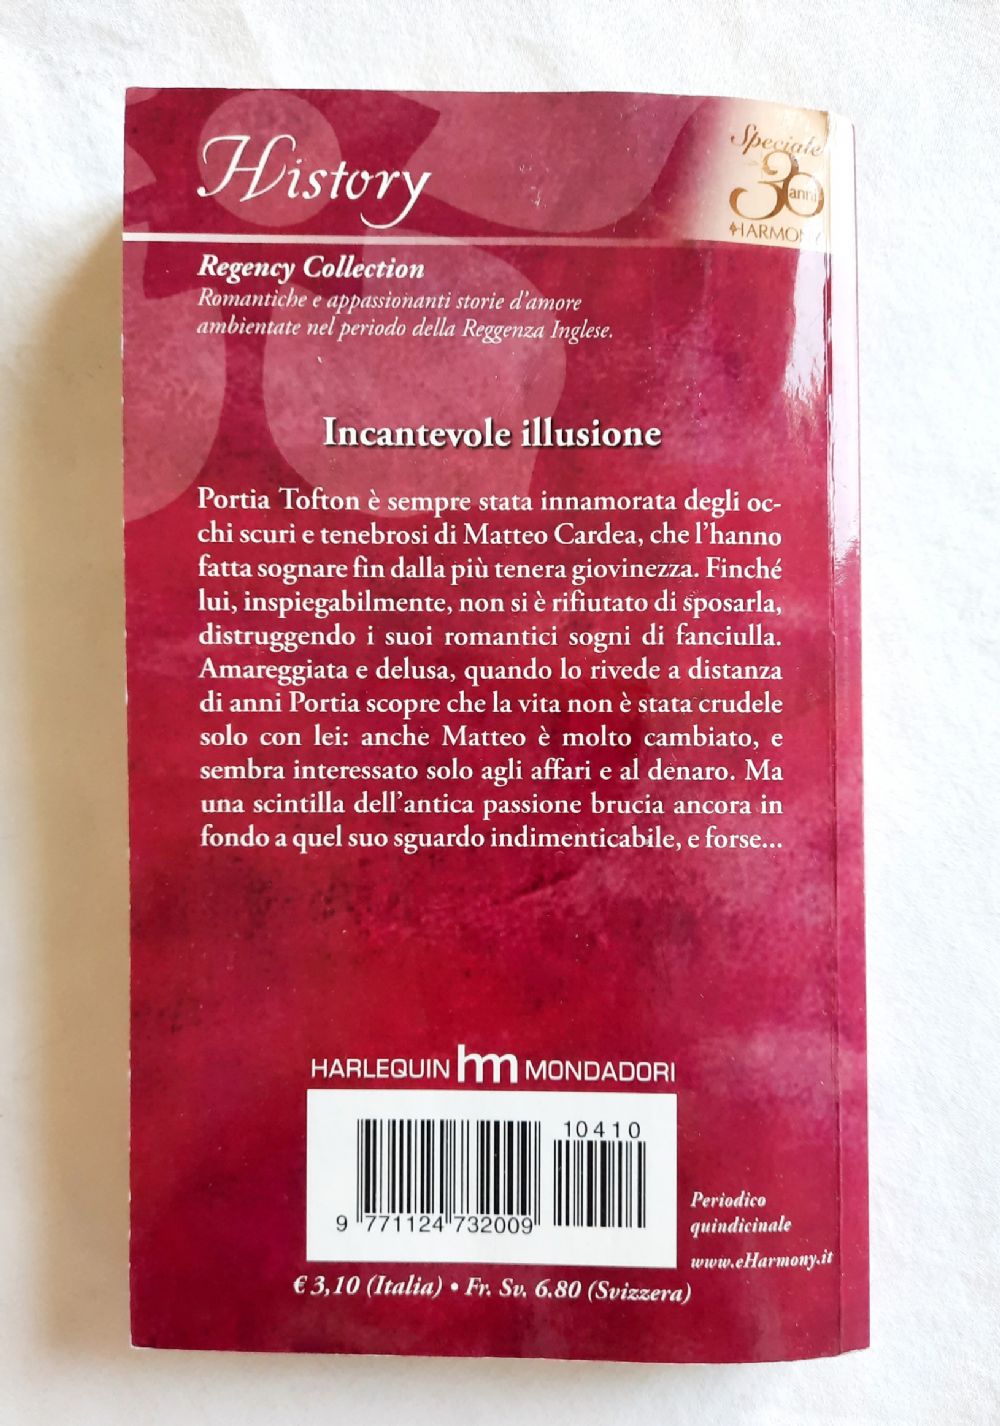 History
Speciale
30 anni
HARMONY
Regency Collection
Romantiche e appassionanti storie d'amore
ambientate nel periodo della Reggenza Inglese.
Incantevole illusione
Portia Tofton è sempre stata innamorata degli oc-
chi scuri e tenebrosi di Matteo Cardea, che l'hanno
fatta sognare fin dalla più tenera giovinezza. Finché
lui, inspiegabilmente, non si è rifiutato di sposarla,
distruggendo i suoi romantici sogni di fanciulla.
Amareggiata e delusa, quando lo rivede a distanza
di anni Portia scopre che la vita non è stata crudele
solo con lei: anche Matteo è molto cambiato, e
sembra interessato solo agli affari e al denaro. Ma
una scintilla dell'antica passione brucia ancora in
fondo a quel suo sguardo indimenticabile, e forse...
HARLEQUIN hm MONDADORI
10410
9 771124 732009
Periodico
quindicinale
www.eHarmony.it
€ 3,10 (Italia) • Fr. Sv. 6.80 (Svizzera)